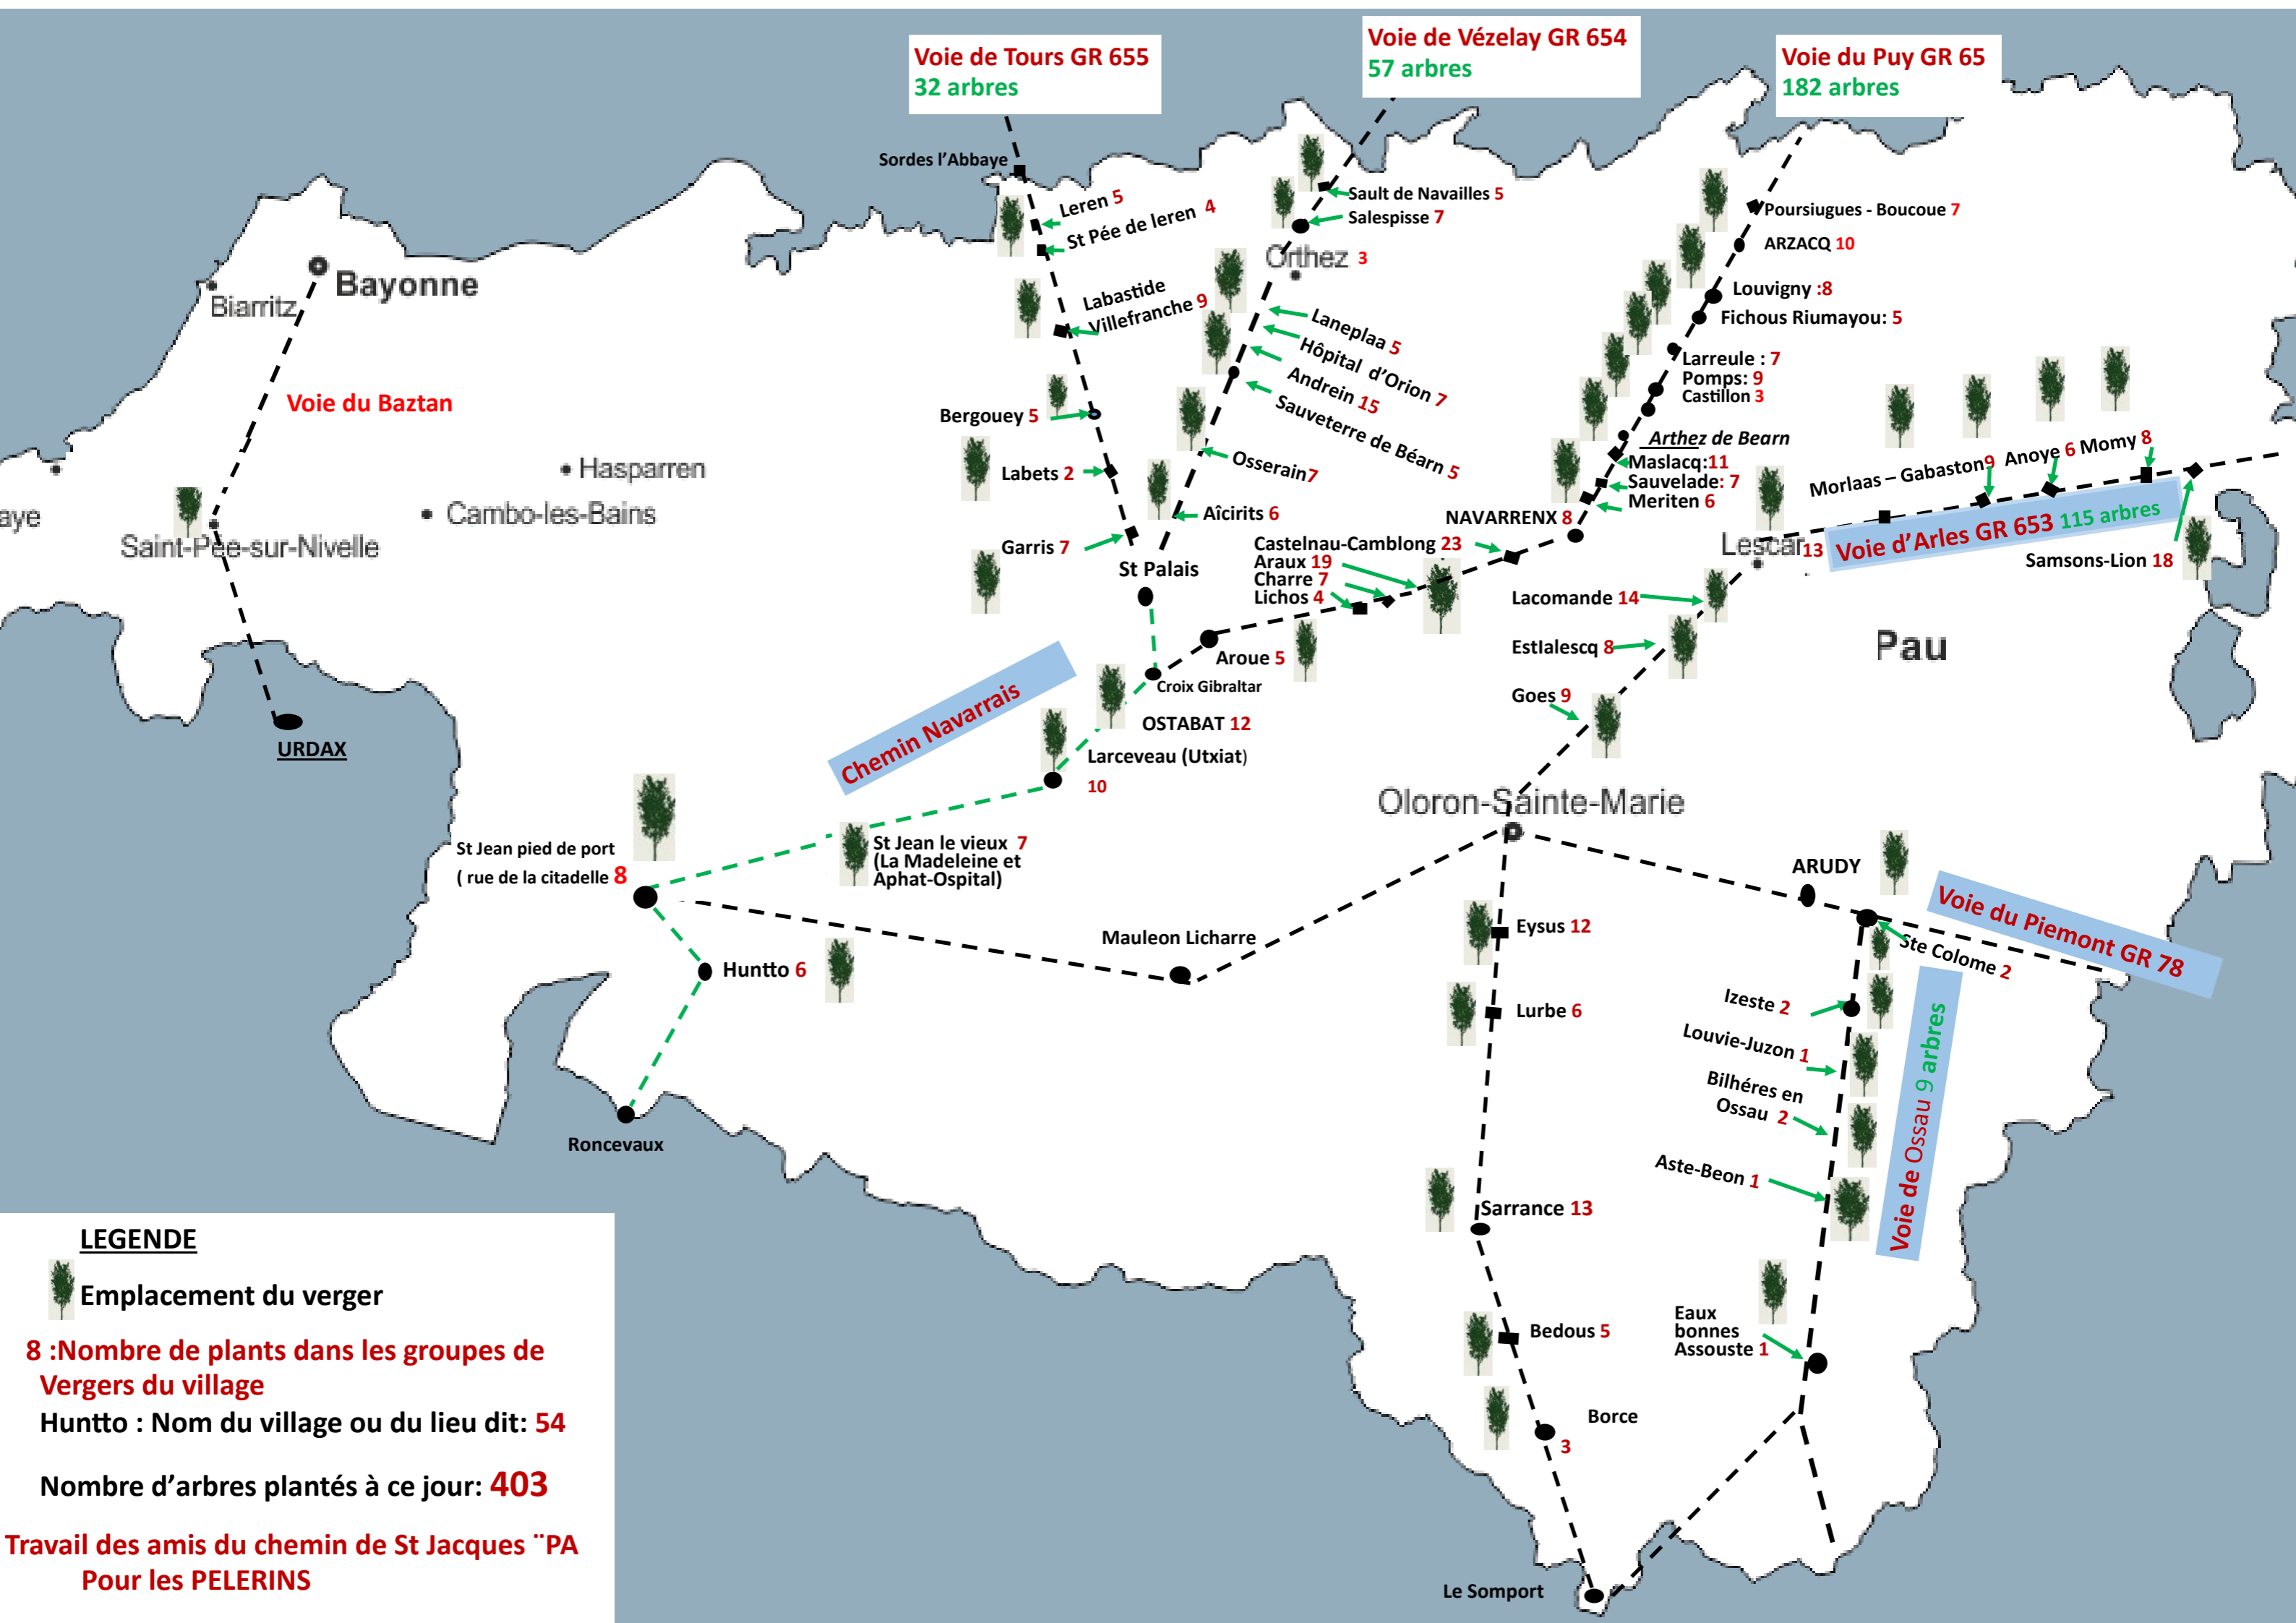 Voie de Tours GR 655
32 arbres
Voie de Vézelay GR 654
57 arbres
Voie du Puy GR 65
182 arbres
Sordes l'Abbaye
Leren 5
St Pée de leren 4
Labastide
Villefranche 9
Bergouey 5
Labets 2
Garris 7
St Palais
Sault de Navailles 5
Salespisse 7
Orthez 3
Laneplaa 5
Hôpital d'Orion 7
Andrein 15
Sauveterre de Béarn 5
Osserain7
Aîcirits 6
Poursiugues - Boucoue 7
ARZACQ 10
Louvigny :8
Fichous Riumayou: 5
Larreule : 7
Pomps: 9
Castillon 3
Arthez de Bearn
Maslacq:11
Sauvelade: 7
Meriten 6
NAVARRENX 8
Castelnau-Camblong 23
Araux 19
Charre 7
Lichos 4
Aroue 5
Croix Gibraltar
OSTABAT 12
Larceveau (Utxiat)
10
Chemin Navarrais
St Jean le vieux 7
(La Madeleine et
Aphat-Ospital)
St Jean pied de port
( rue de la citadelle 8
Huntto 6
Roncevaux
Mauleon Licharre
Biarritz
Bayonne
Voie du Baztan
Hasparren
Cambo-les-Bains
aye
Saint-Pée-sur-Nivelle
URDAX
Morlaas – Gabaston9
Anoye 6
Momy 8
Voie d'Arles GR 653 115 arbres
Samsons-Lion 18
Lescar 13
Pau
Lacomande 14
Estlalescq 8
Goes 9
Oloron-Sainte-Marie
ARUDY
Voie du Piemont GR 78
Ste Colome 2
Izeste 2
Louvie-Juzon 1
Bilhéres en
Ossau 2
Aste-Beon 1
Voie de Ossau 9 arbres
Eaux
bonnes
Assouste 1
Eysus 12
Lurbe 6
Sarrance 13
Bedous 5
Borce
3
Le Somport
LEGENDE
Emplacement du verger
8 :Nombre de plants dans les groupes de
Vergers du village
Huntto : Nom du village ou du lieu dit: 54
Nombre d'arbres plantés à ce jour: 403
Travail des amis du chemin de St Jacques ¨PA
Pour les PELERINS